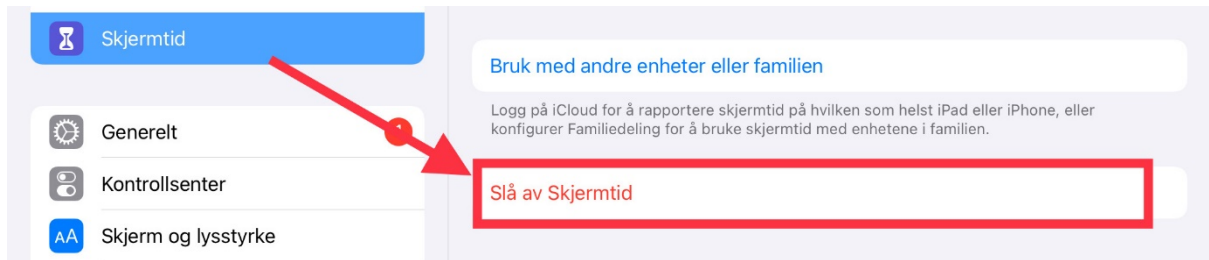 Skjermtid
Generelt
Kontrollsenter
AA Skjerm og lysstyrke
Bruk med andre enheter eller familien
Logg på iCloud for å rapportere skjermtid på hvilken som helst iPad eller iPhone, eller
konfigurer Familiedeling for å bruke skjermtid med enhetene i familien.
Slå av Skjermtid